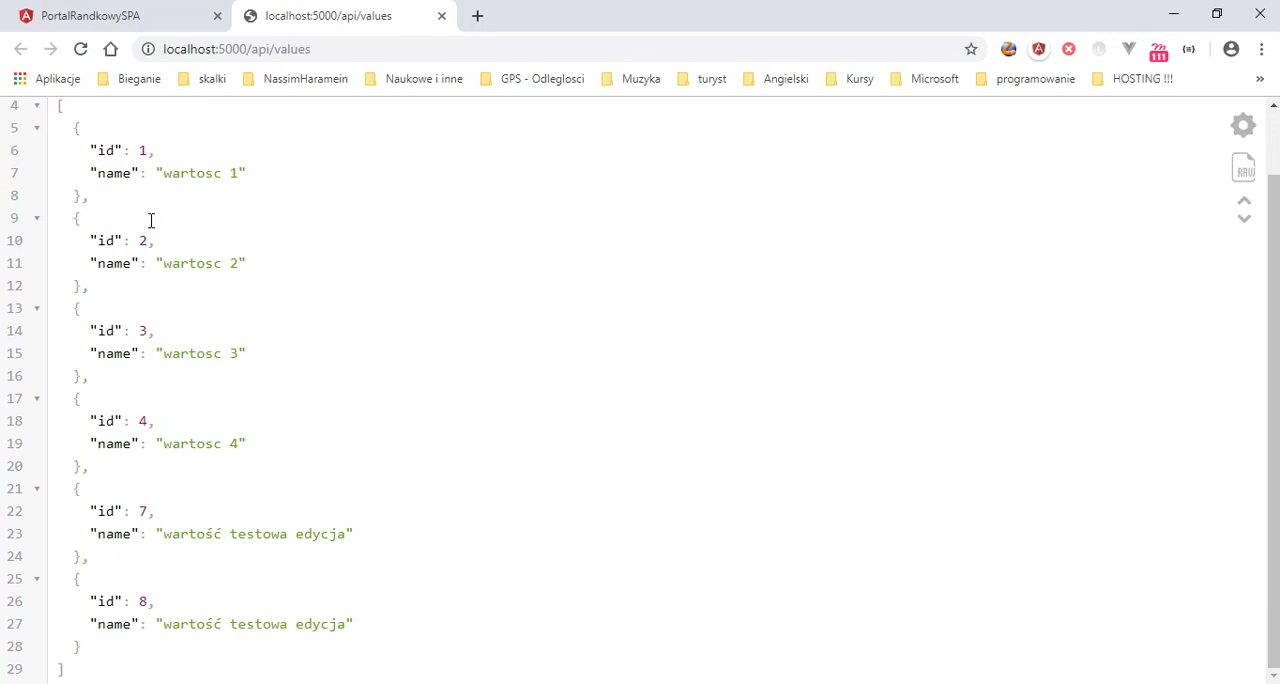 PortalRandkowySPA
localhost:5000/api/values
localhost:5000/api/values
111
Aplikacje Bieganie skalki NassimHaramein Naukowe i inne GPS - Odleglosci Muzyka turyst Angielski Kursy Microsoft programowanie HOSTING !!! »
4 [
5 {
6 "id": 1,
7 "name": "wartosc 1"
8 },
9 {
10 "id": 2,
11 "name": "wartosc 2"
12 },
13 {
14 "id": 3,
15 "name": "wartosc 3"
16 },
17 {
18 "id": 4,
19 "name": "wartosc 4"
20 },
21 {
22 "id": 7,
23 "name": "wartość testowa edycja"
24 },
25 {
26 "id": 8,
27 "name": "wartość testowa edycja"
28 }
29 ]
RAW